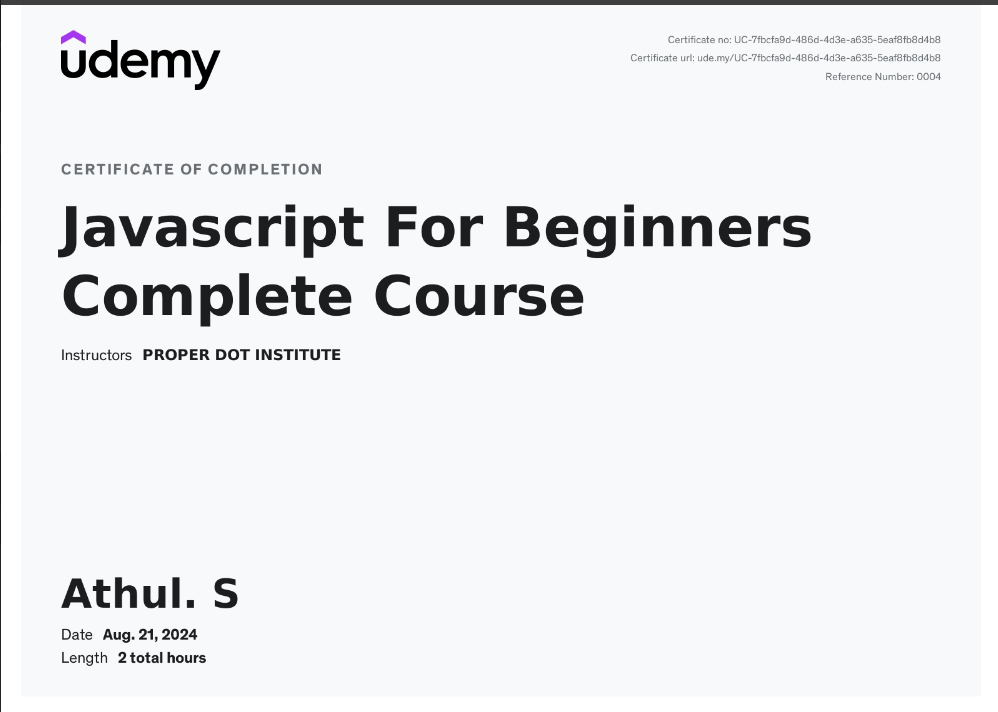 udemy
Certificate no: UC-7fbcfa9d-486d-4d3e-a635-5eaf8fb8d4b8
Certificate url: ude.my/UC-7fbcfa9d-486d-4d3e-a635-5eaf8fb8d4b8
Reference Number: 0004
CERTIFICATE OF COMPLETION
Javascript For Beginners
Complete Course
Instructors PROPER DOT INSTITUTE
Athul. S
Date Aug. 21, 2024
Length 2 total hours